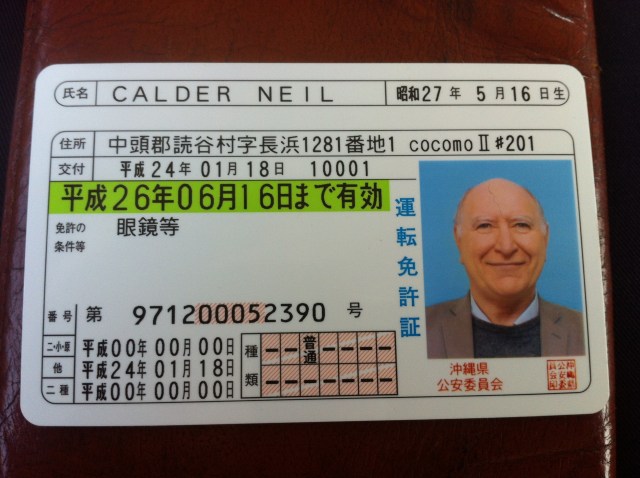 氏名 CALDER NEIL 昭和27年 5月16日生
住所 中頭郡読谷村字長浜1281番地1 cocomoⅡ#201
交付 平成24年01月18日 10001
平成26年06月16日まで有効
免許の条件等 眼鏡等
運転免許証
番号 第 971200052390 号
二・小・原 平成00年00月00日
他 平成24年01月18日
二種 平成00年00月00日
種類 普通
沖縄県
公安委員会